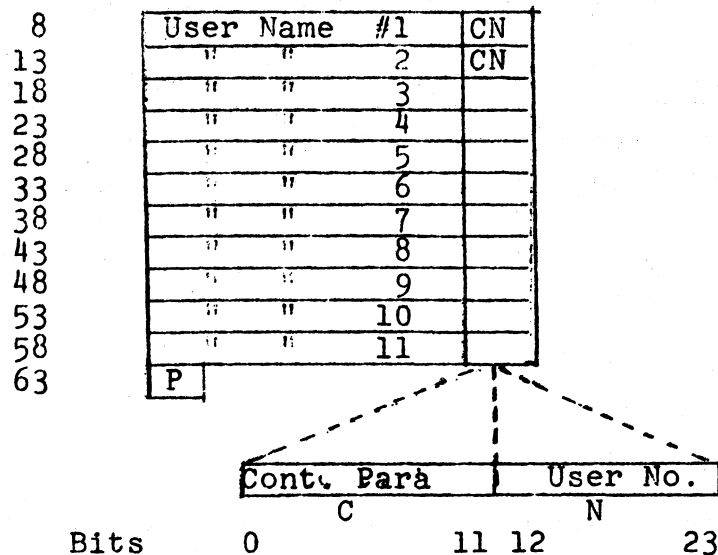 8 User Name #1 CN
13 " " 2 CN
18 " " 3
23 " " 4
28 " " 5
33 " " 6
38 " " 7
43 " " 8
48 " " 9
53 " " 10
58 " " 11
63 P
Cont. Para User No.
C N
Bits 0 11 12 23